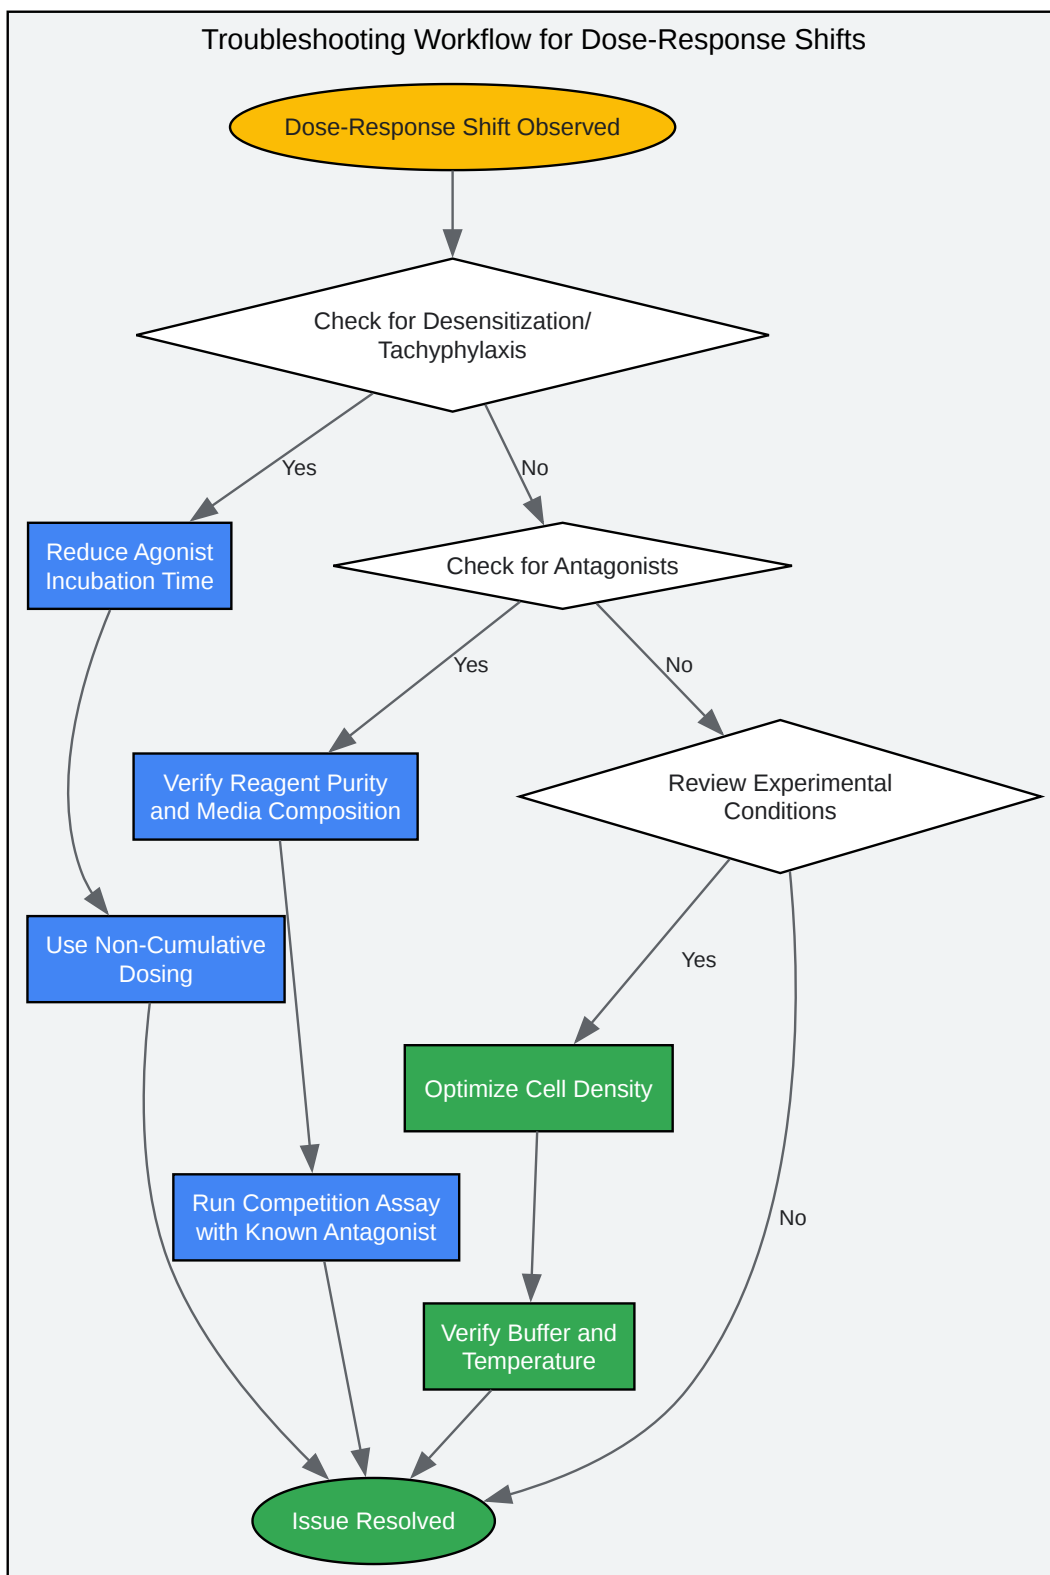 Troubleshooting Workflow for Dose-Response Shifts
Dose-Response Shift Observed
Check for Desensitization/
Tachyphylaxis
Yes
No
Reduce Agonist
Incubation Time
Check for Antagonists
Yes
No
Verify Reagent Purity
and Media Composition
Review Experimental
Conditions
Use Non-Cumulative
Dosing
Yes
Optimize Cell Density
Run Competition Assay
with Known Antagonist
No
Verify Buffer and
Temperature
Issue Resolved